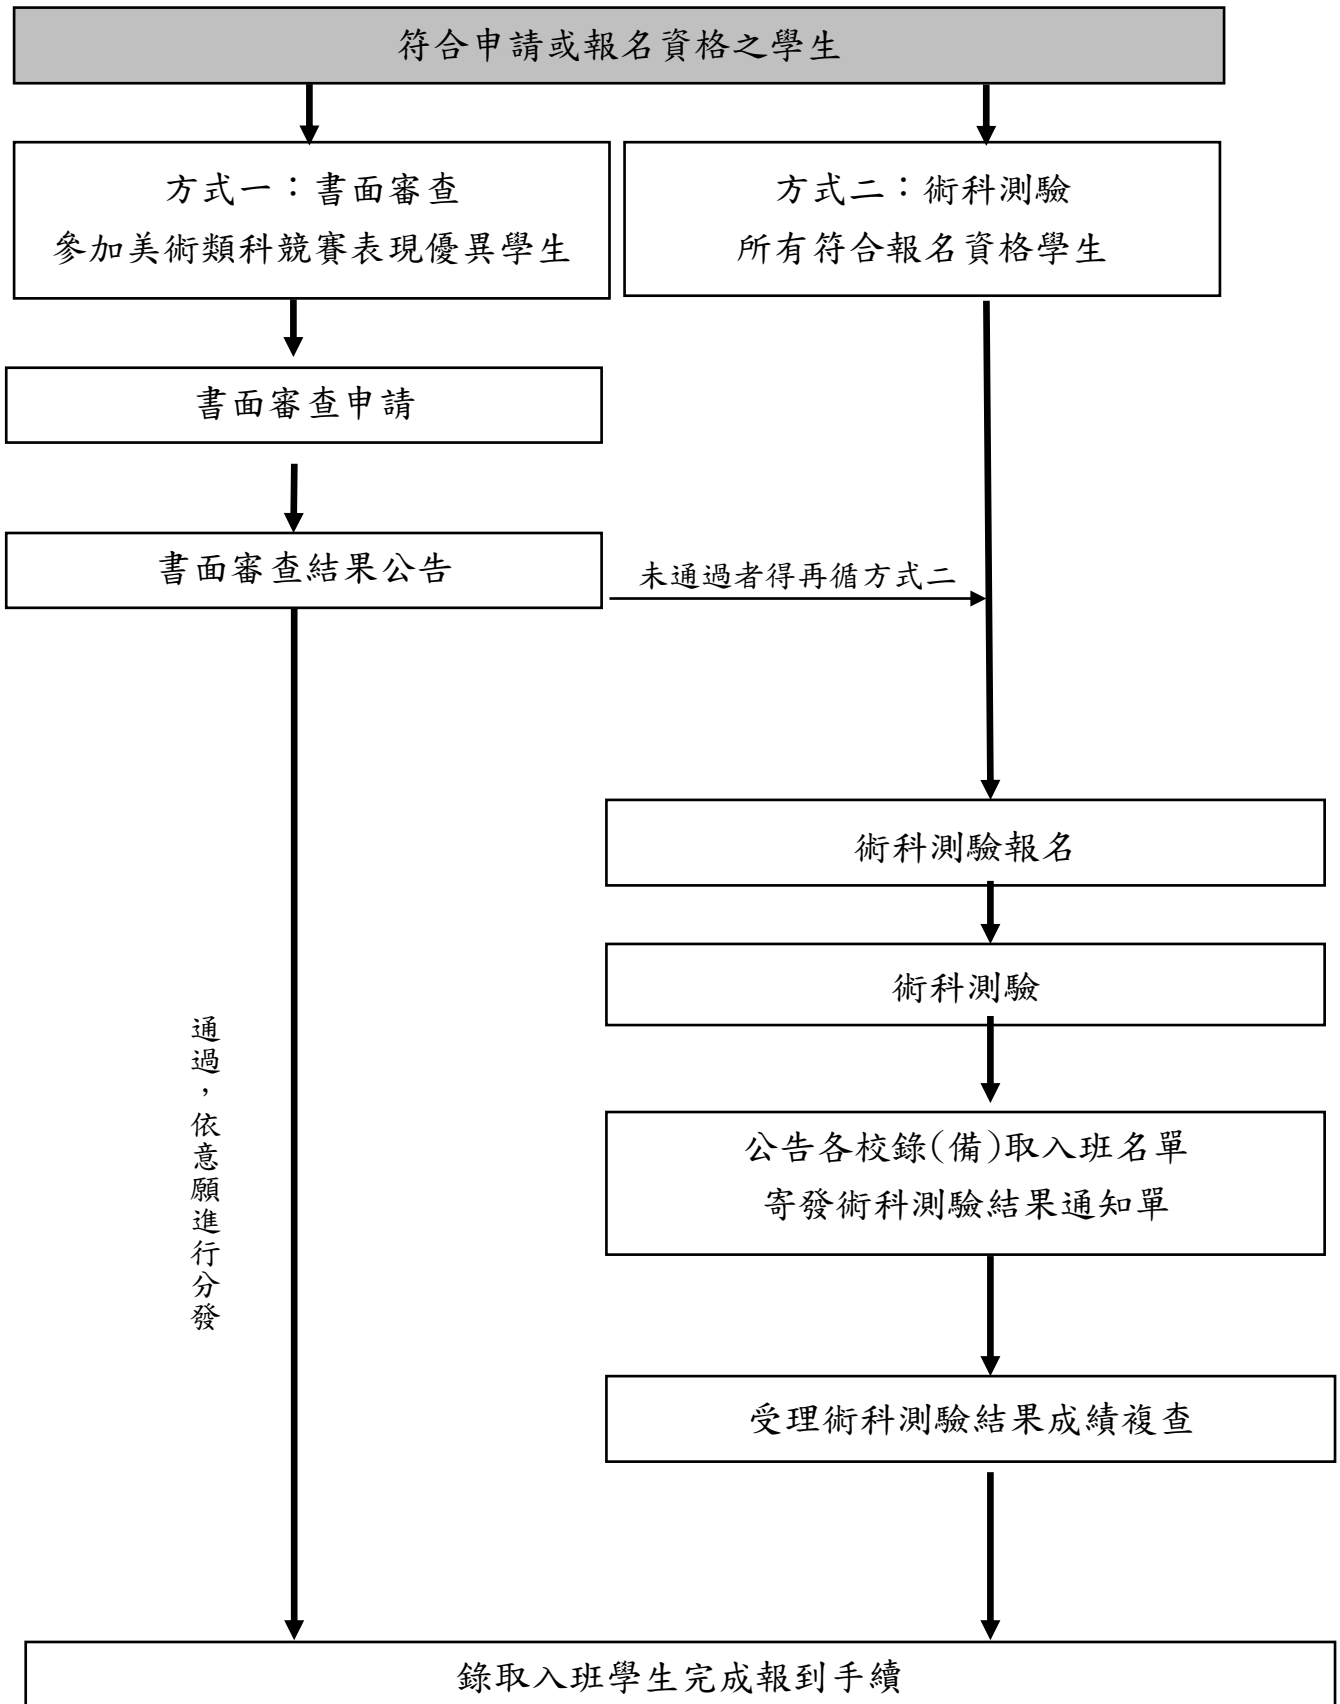 符合申請或報名資格之學生
方式一：書面審查
參加美術類科競賽表現優異學生
方式二：術科測驗
所有符合報名資格學生
書面審查申請
書面審查結果公告
未通過者得再循方式二
術科測驗報名
術科測驗
通過，依意願進行分發
公告各校錄(備)取入班名單
寄發術科測驗結果通知單
受理術科測驗結果成績複查
錄取入班學生完成報到手續